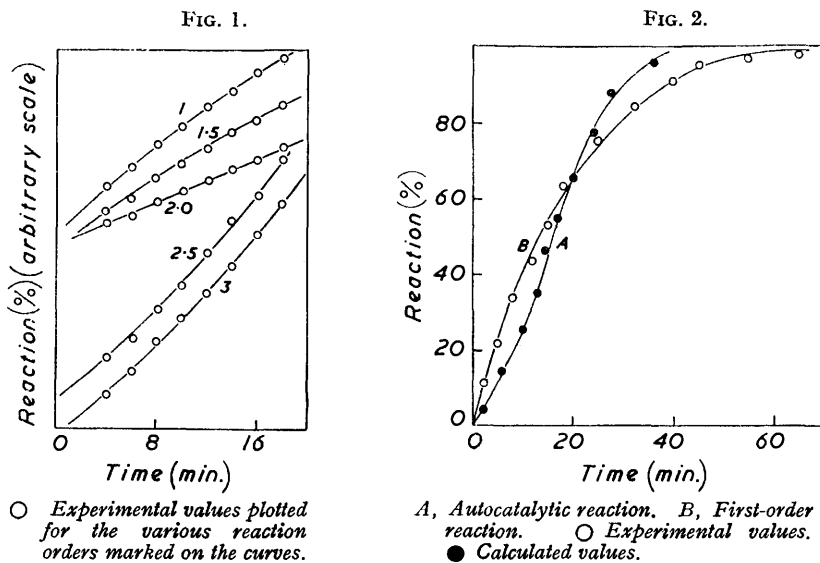 FIG. 1.
Reaction (%) (arbitrary scale)
1
1·5
2·0
2·5
3
0 8 16
Time (min.)
O Experimental values plotted
for the various reaction
orders marked on the curves.
FIG. 2.
Reaction (%)
80
60
40
20
0
B A
0 20 40 60
Time (min.)
A, Autocatalytic reaction. B, First-order
reaction. O Experimental values.
● Calculated values.